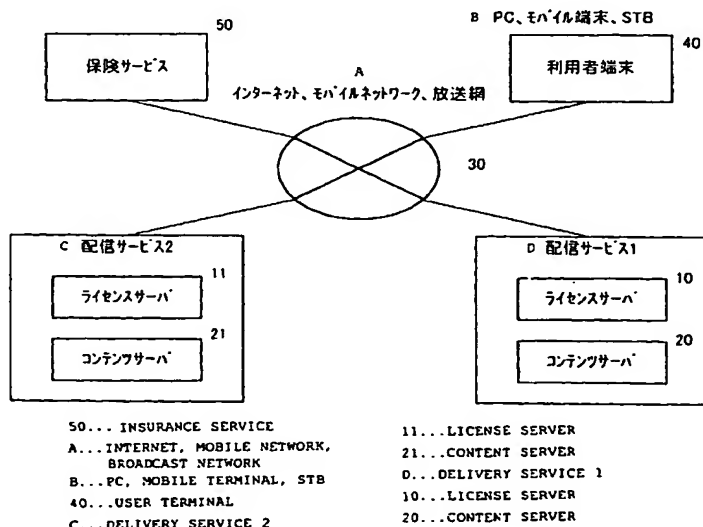 B PC、モバイル端末、STB
50
40
保険サービス
利用者端末
A
インターネット、モバイルネットワーク、放送網
30
C 配信サービス2
D 配信サービス1
11
10
ライセンスサーバ
ライセンスサーバ
21
20
コンテンツサーバ
コンテンツサーバ
50... INSURANCE SERVICE
A...INTERNET, MOBILE NETWORK,
BROADCAST NETWORK
B...PC, MOBILE TERMINAL, STB
40...USER TERMINAL
C...DELIVERY SERVICE 2
11...LICENSE SERVER
21...CONTENT SERVER
D...DELIVERY SERVICE 1
10...LICENSE SERVER
20...CONTENT SERVER